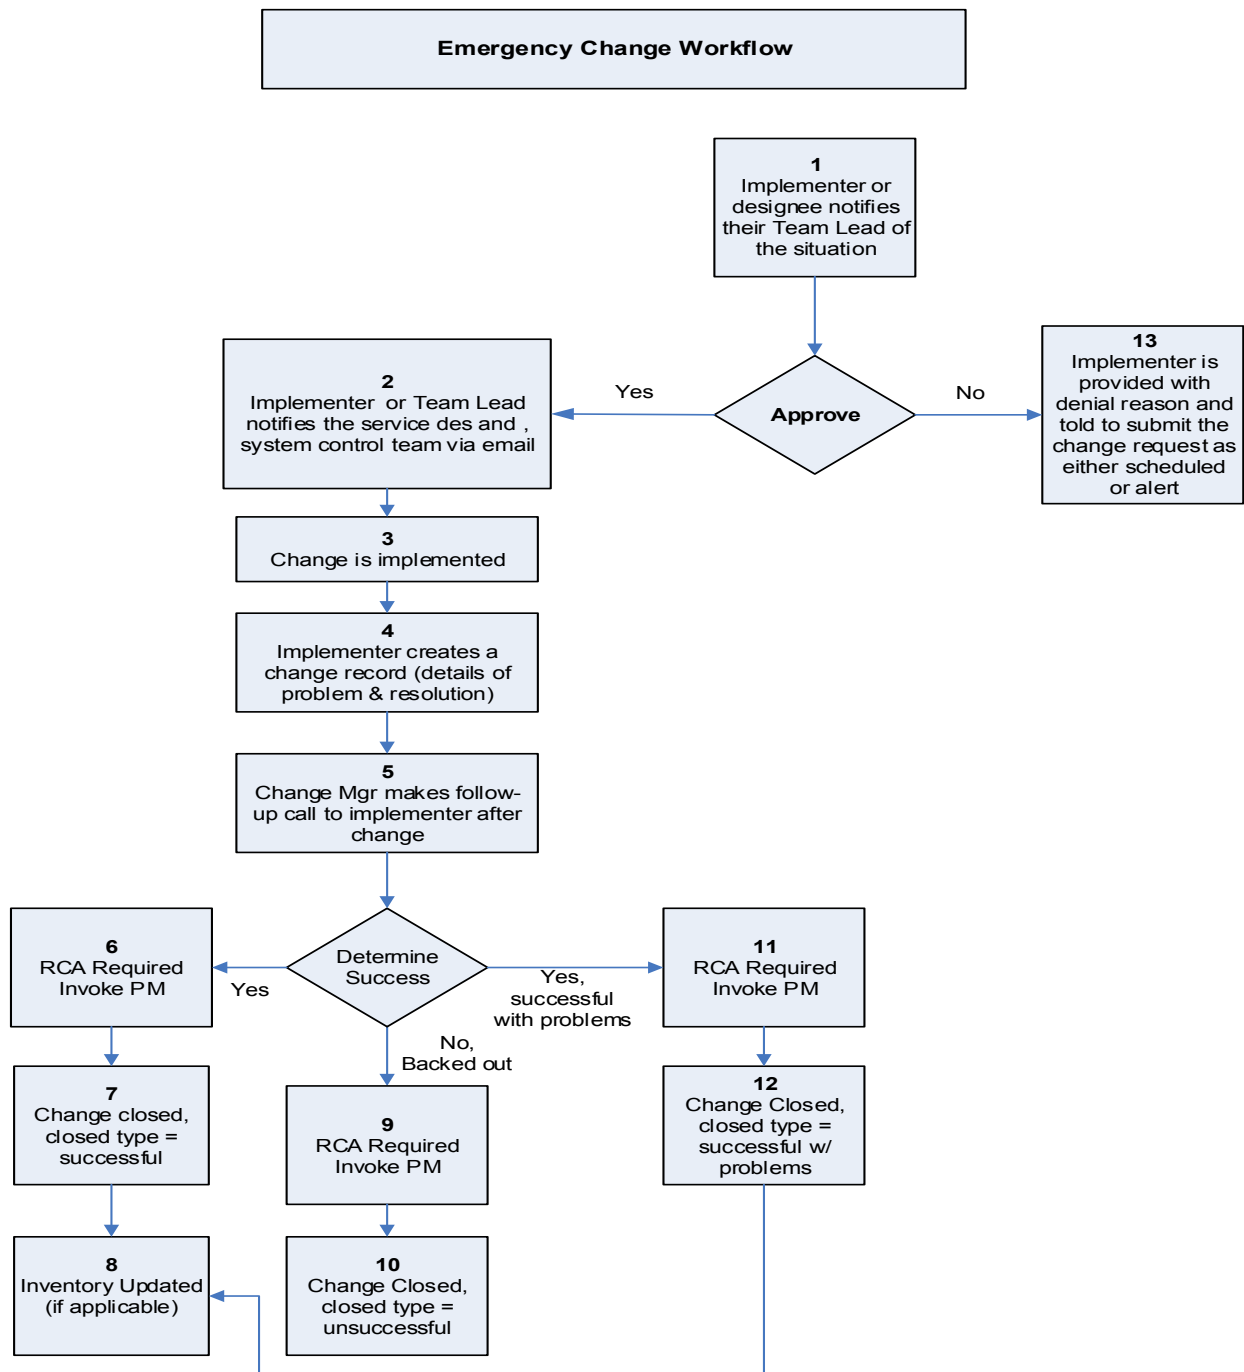 Emergency Change Workflow
1
Implementer or
designee notifies
their Team Lead of
the situation
Approve
Yes
No
13
Implementer is
provided with
denial reason and
told to submit the
change request as
either scheduled
or alert
2
Implementer or Team Lead
notifies the service des and ,
system control team via email
3
Change is implemented
4
Implementer creates a
change record (details of
problem & resolution)
5
Change Mgr makes follow-
up call to implementer after
change
Determine
Success
Yes
6
RCA Required
Invoke PM
7
Change closed,
closed type =
successful
8
Inventory Updated
(if applicable)
No,
Backed out
9
RCA Required
Invoke PM
10
Change Closed,
closed type =
unsuccessful
Yes,
successful
with problems
11
RCA Required
Invoke PM
12
Change Closed,
closed type =
successful w/
problems